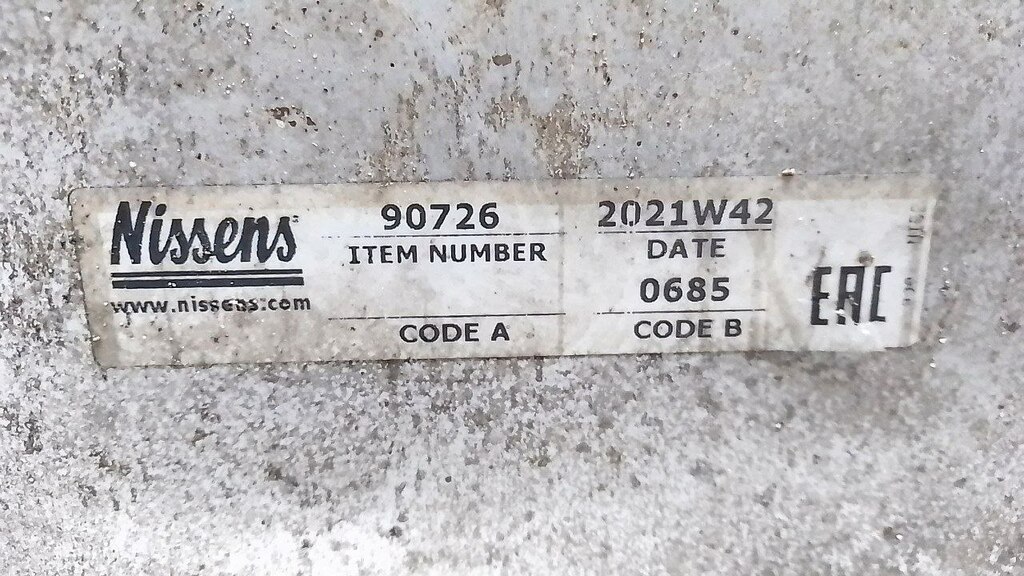 Nissens
www.nissens.com
90726
ITEM NUMBER
CODE A
2021W42
DATE
0685
CODE B
EAC